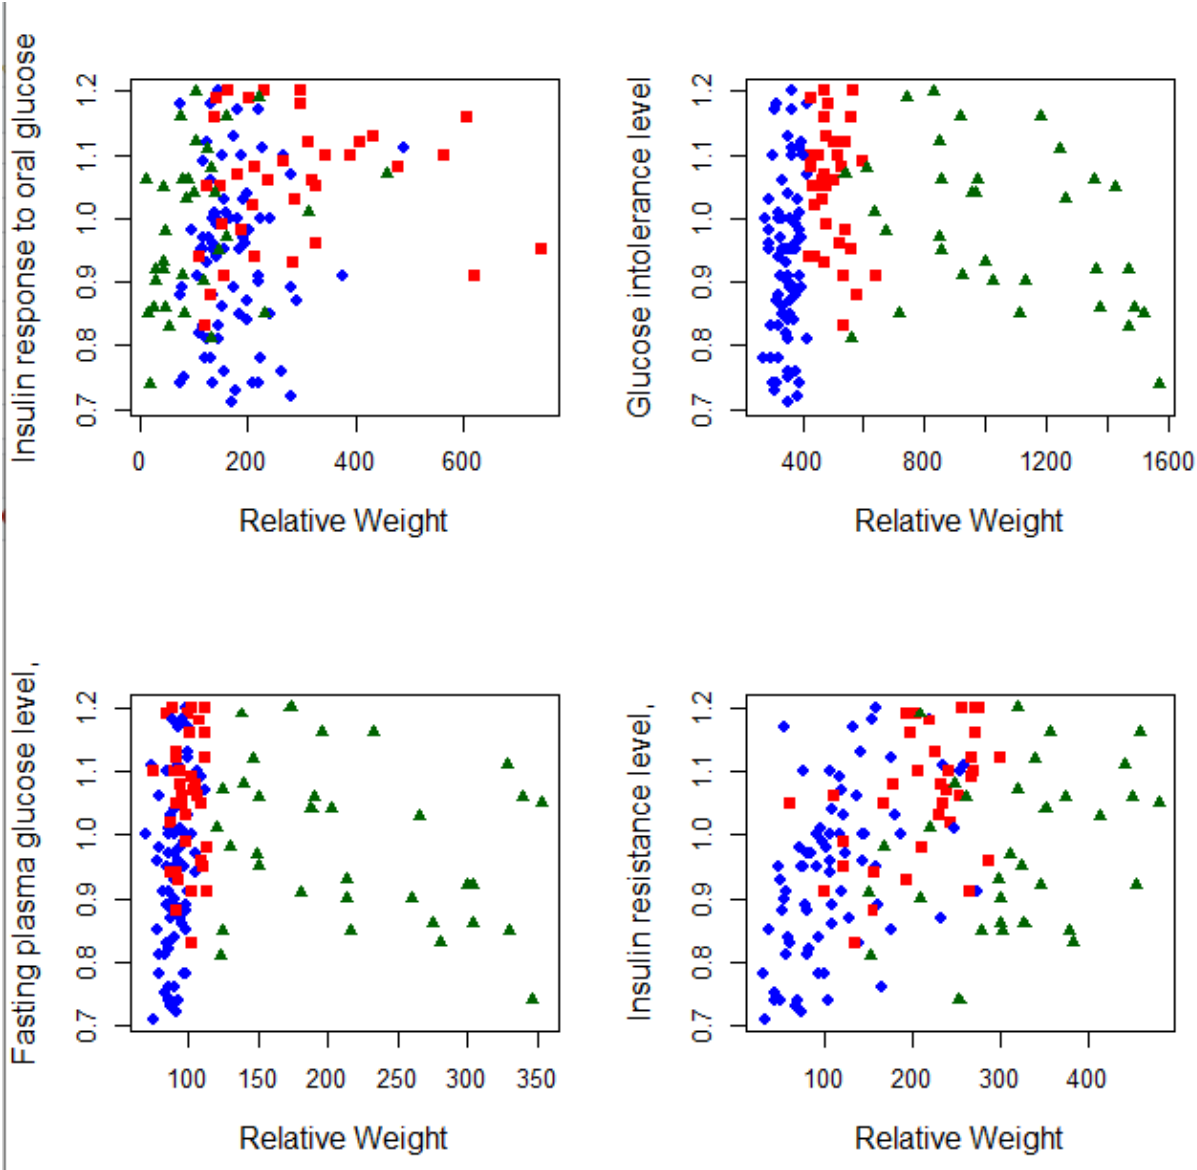 Insulin response to oral glucose
1.2
1.1
1.0
0.9
0.8
0.7
0 200 400 600
Relative Weight
Glucose intolerance level
1.2
1.1
1.0
0.9
0.8
0.7
400 800 1200 1600
Relative Weight
Fasting plasma glucose level,
1.2
1.1
1.0
0.9
0.8
0.7
100 150 200 250 300 350
Relative Weight
Insulin resistance level,
1.2
1.1
1.0
0.9
0.8
0.7
100 200 300 400
Relative Weight